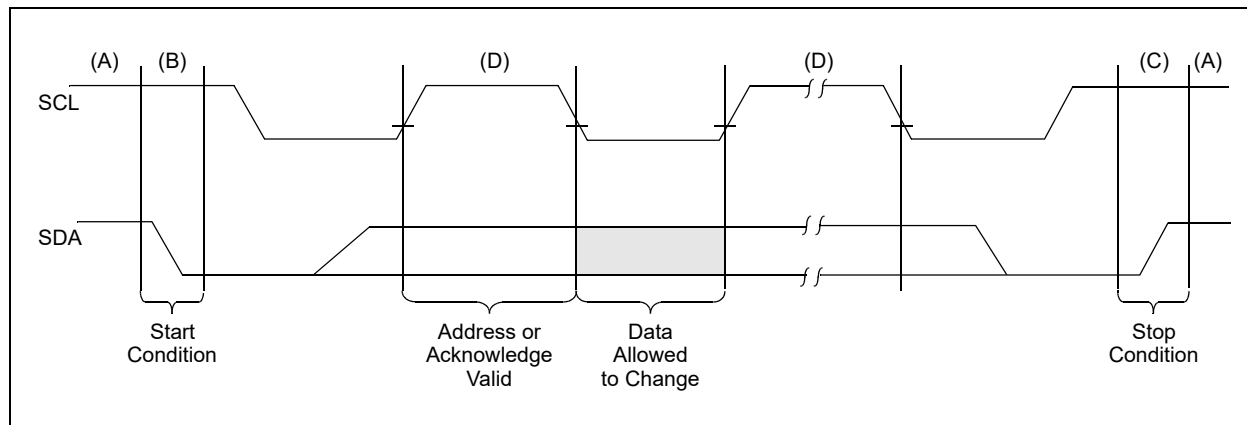 (A) (B) (D) (D) (C) (A)
SCL
SDA
Start
Condition
Address or
Acknowledge
Valid
Data
Allowed
to Change
Stop
Condition